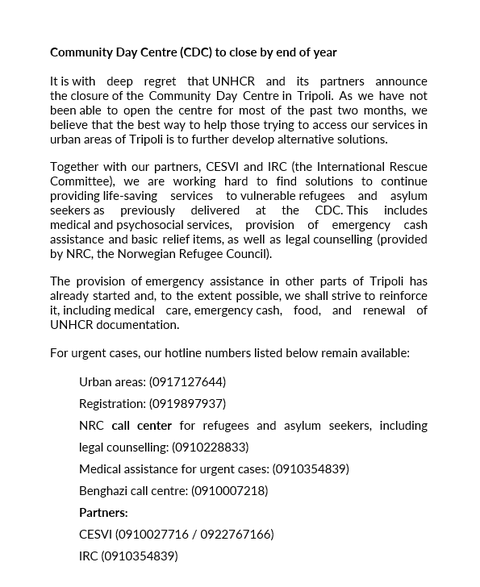 Community Day Centre (CDC) to close by end of year
It is with deep regret that UNHCR and its partners announce
the closure of the Community Day Centre in Tripoli. As we have not
been able to open the centre for most of the past two months, we
believe that the best way to help those trying to access our services in
urban areas of Tripoli is to further develop alternative solutions.
Together with our partners, CESVI and IRC (the International Rescue
Committee), we are working hard to find solutions to continue
providing life-saving services to vulnerable refugees and asylum
seekers as previously delivered at the CDC. This includes
medical and psychosocial services, provision of emergency cash
assistance and basic relief items, as well as legal counselling (provided
by NRC, the Norwegian Refugee Council).
The provision of emergency assistance in other parts of Tripoli has
already started and, to the extent possible, we shall strive to reinforce
it, including medical care, emergency cash, food, and renewal of
UNHCR documentation.
For urgent cases, our hotline numbers listed below remain available:
Urban areas: (0917127644)
Registration: (0919897937)
NRC call center for refugees and asylum seekers, including
legal counselling: (0910228833)
Medical assistance for urgent cases: (0910354839)
Benghazi call centre: (0910007218)
Partners:
CESVI (0910027716 / 0922767166)
IRC (0910354839)